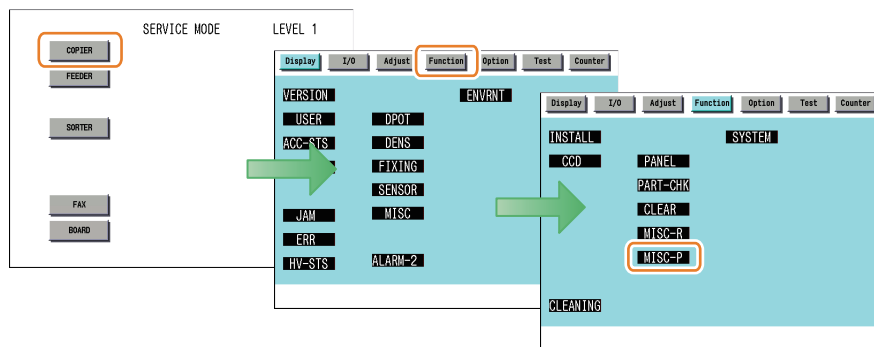 SERVICE MODE LEVEL 1
COPIER
FEEDER
SORTER
FAX
BOARD
Display I/O Adjust Function Option Test Counter
VERSION ENVRNT
USER DPOT
ACC-STS DENS
FIXING
SENSOR
JAM MISC
ERR
HV-STS ALARM-2
Display I/O Adjust Function Option Test Counter
INSTALL SYSTEM
CCD PANEL
PART-CHK
CLEAR
MISC-R
MISC-P
CLEANING